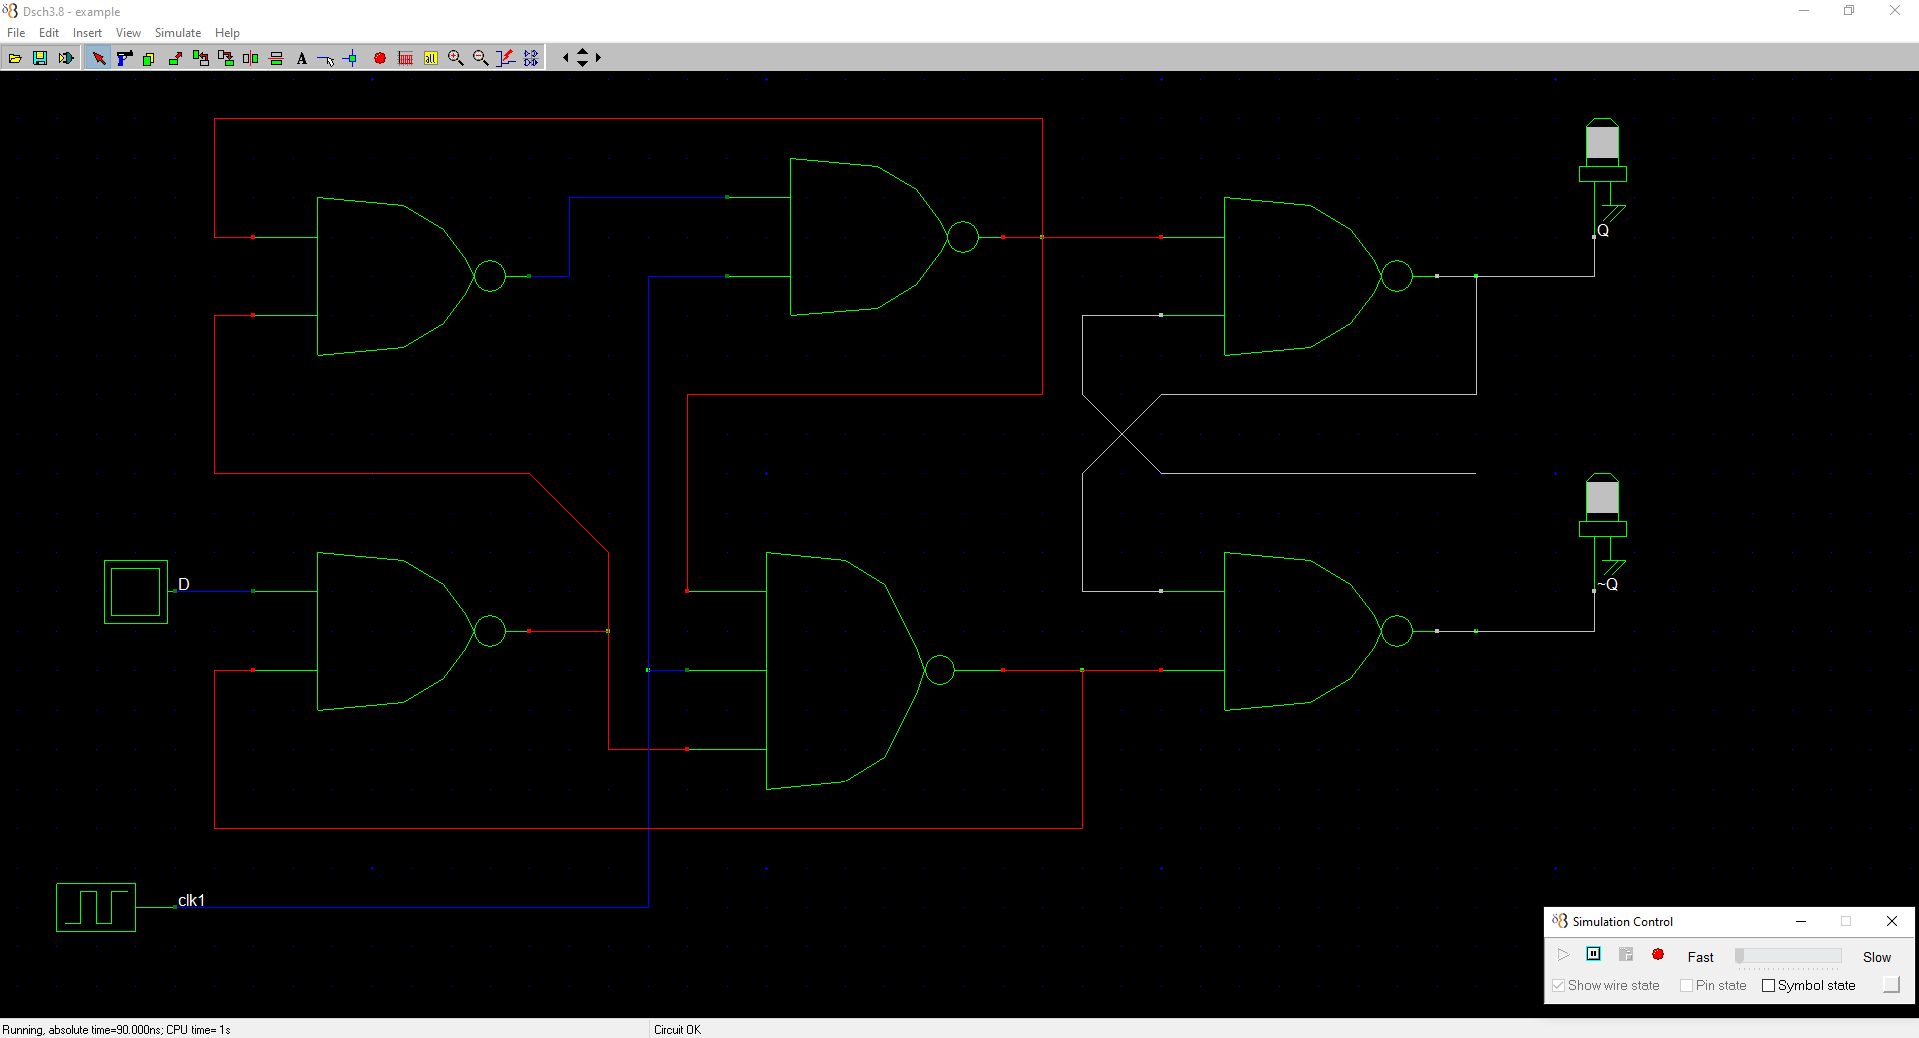 Dsch3.8 - example
File Edit Insert View Simulate Help
A
all
Q
D
~Q
clk1
Simulation Control
Fast
Slow
Show wire state
Pin state
Symbol state
Running, absolute time=90.000ns; CPU time= 1s
Circuit OK